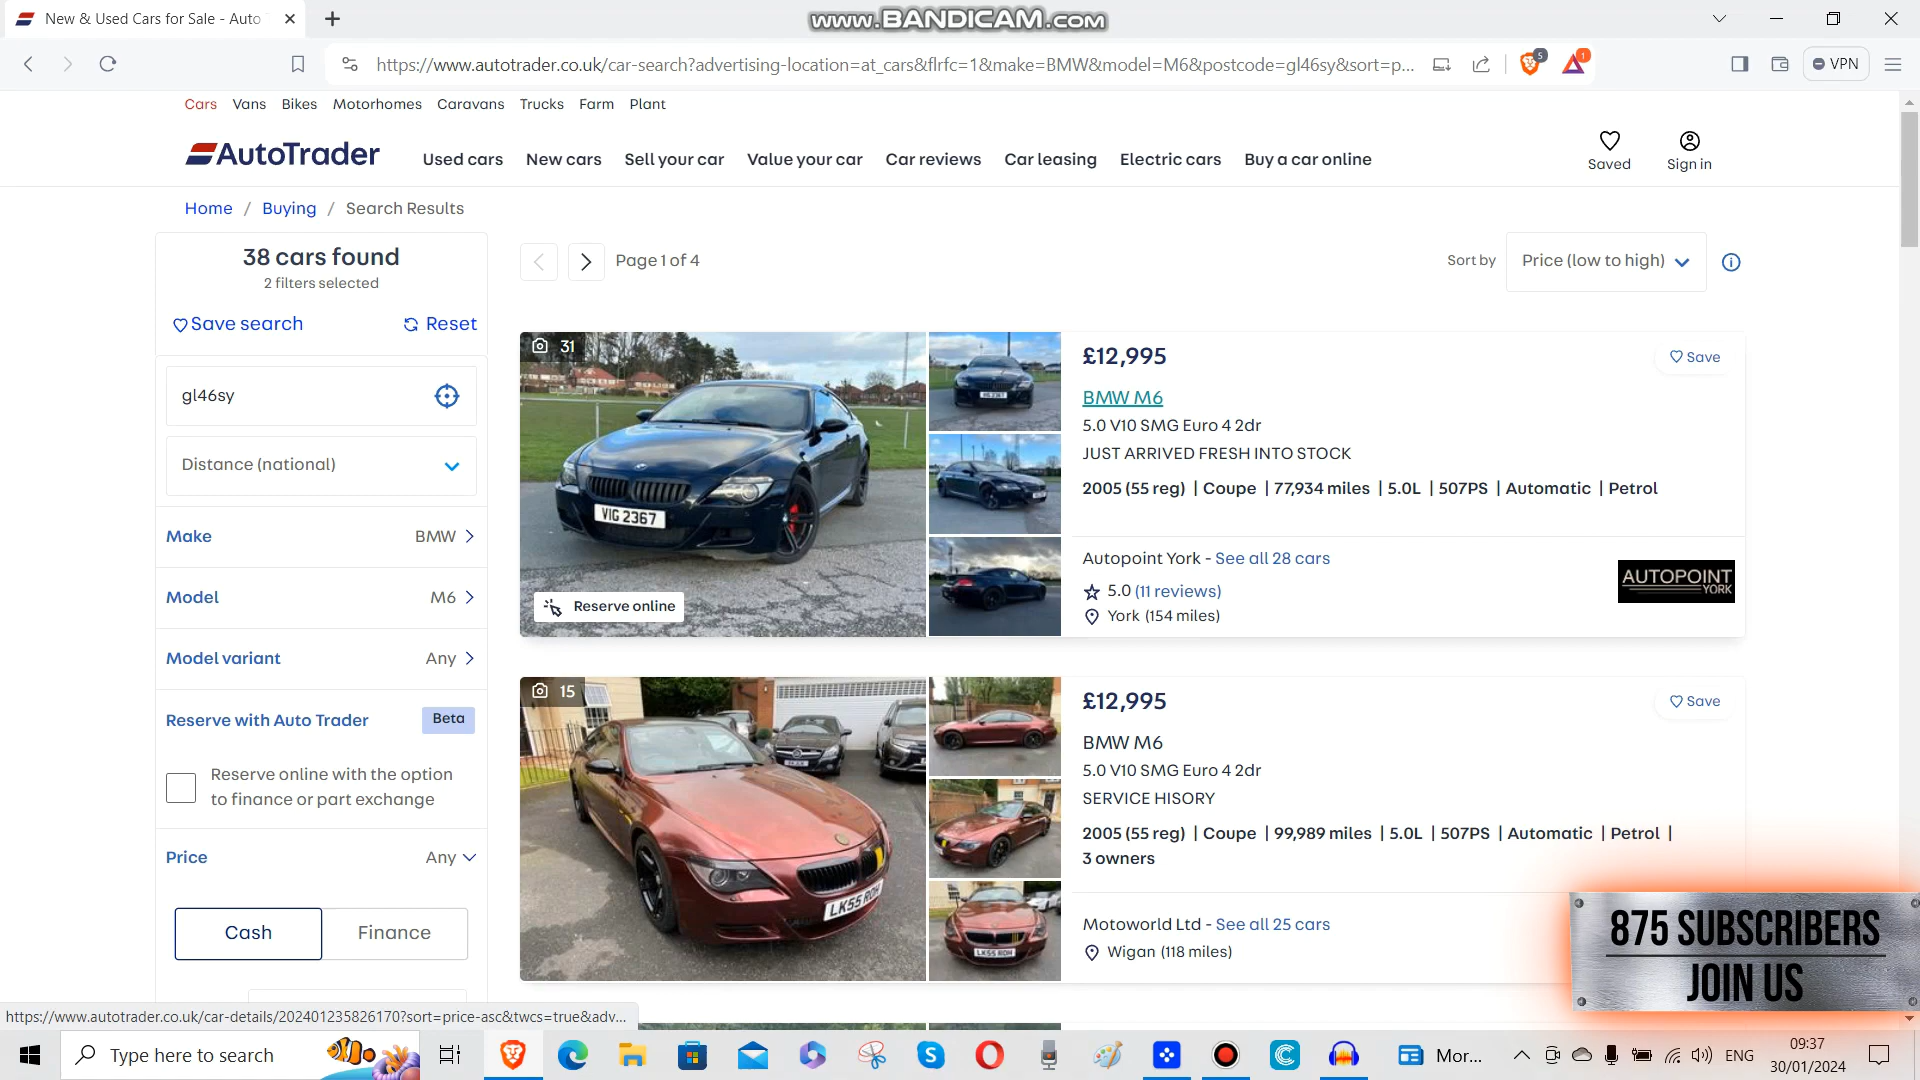 New & Used Cars for Sale - Auto
www.BANDICAM.com
https://www.autotrader.co.uk/car-search?advertising-location=at_cars&flrfc=1&make=BMW&model=M6&postcode=gl46sy&sort=p...
5
1
VPN
Cars Vans Bikes Motorhomes Caravans Trucks Farm Plant
AutoTrader
Used cars New cars Sell your car Value your car Car reviews Car leasing Electric cars Buy a car online
Saved
Sign in
Home / Buying / Search Results
38 cars found
2 filters selected
Save search
Reset
gl46sy
Distance (national)
Make BMW
Model M6
Model variant Any
Reserve with Auto Trader Beta
Reserve online with the option
to finance or part exchange
Price Any
Cash Finance
Page 1 of 4
Sort by Price (low to high)
31
VIG 2367
Reserve online
£12,995
Save
BMW M6
5.0 V10 SMG Euro 4 2dr
JUST ARRIVED FRESH INTO STOCK
2005 (55 reg) | Coupe | 77,934 miles | 5.0L | 507PS | Automatic | Petrol
Autopoint York - See all 28 cars
5.0 (11 reviews)
York (154 miles)
AUTOPOINT
YORK
15
LK55 ROH
LK55 ROH
£12,995
Save
BMW M6
5.0 V10 SMG Euro 4 2dr
SERVICE HISORY
2005 (55 reg) | Coupe | 99,989 miles | 5.0L | 507PS | Automatic | Petrol |
3 owners
Motoworld Ltd - See all 25 cars
Wigan (118 miles)
875 SUBSCRIBERS
JOIN US
https://www.autotrader.co.uk/car-details/202401235826170?sort=price-asc&twcs=true&adv...
Type here to search
Mor...
ENG
09:37
30/01/2024